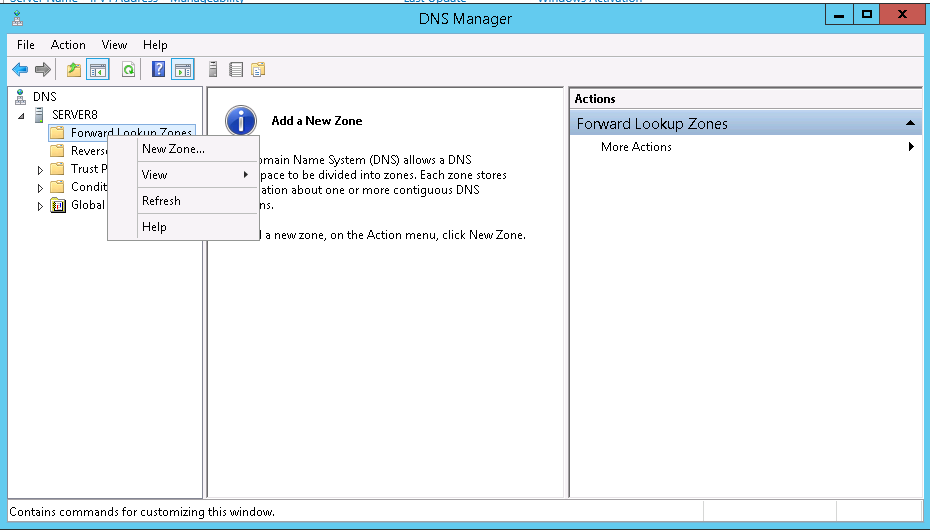 DNS Manager
File Action View Help
DNS
SERVER8
Forward Lookup Zones
Revers
Trust P
Condit
Global
New Zone...
View
Refresh
Help
Add a New Zone
omain Name System (DNS) allows a DNS
pace to be divided into zones. Each zone stores
ation about one or more contiguous DNS
ns.
l a new zone, on the Action menu, click New Zone.
Actions
Forward Lookup Zones
More Actions
Contains commands for customizing this window.